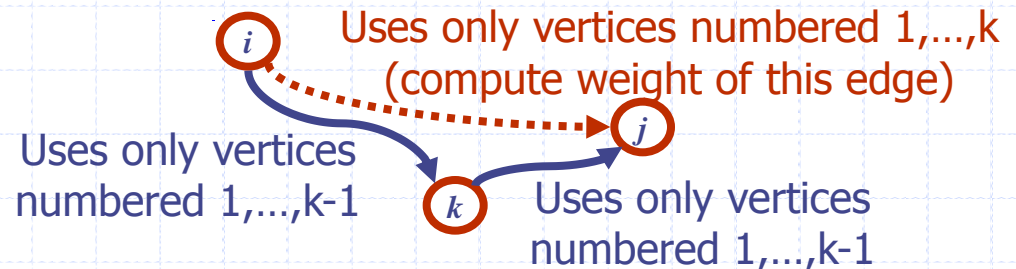 i
Uses only vertices numbered 1,...,k
(compute weight of this edge)
j
Uses only vertices
numbered 1,...,k-1
k
Uses only vertices
numbered 1,...,k-1